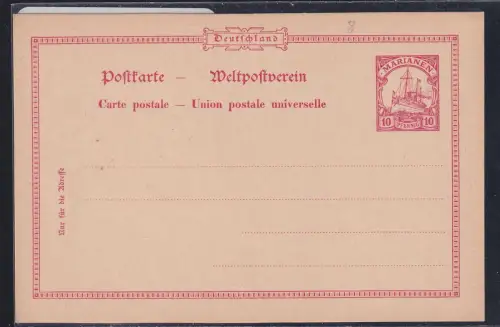 Deutschland
Postkarte — Weltpostverein
Carte postale — Union postale universelle
MARIANEN
10 PFENNIG 10
Nur für die Adresse